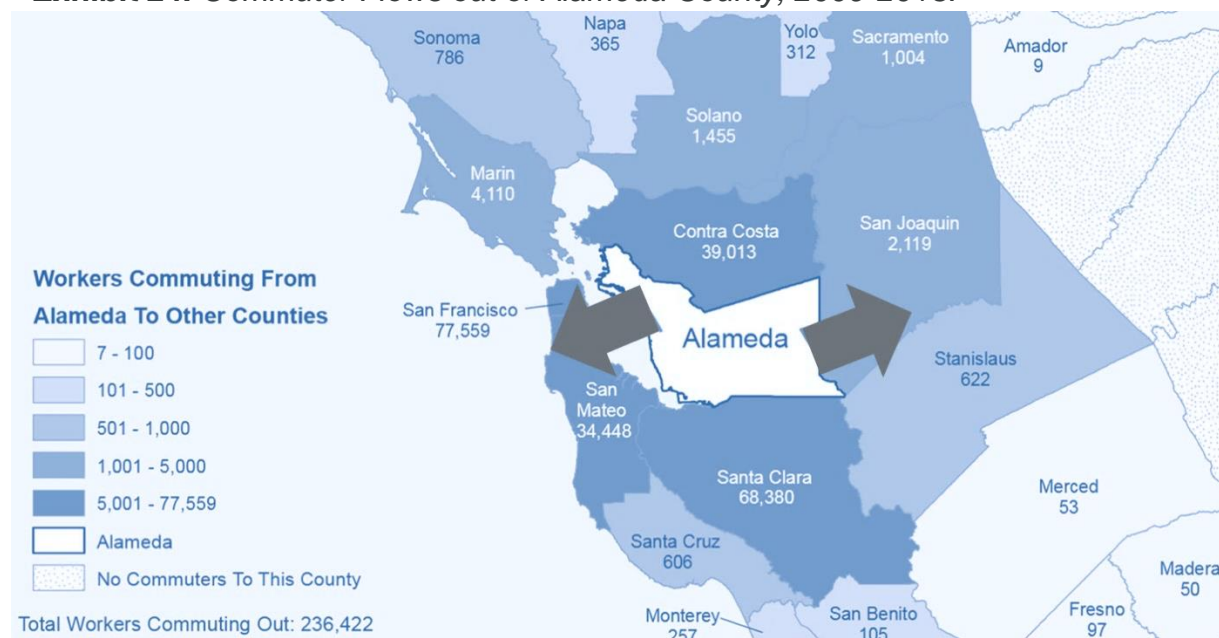 Commuter Flows out of Alameda County,
Napa
365
Yolo
312
Sonoma
786
Sacramento
1,004
Amador
9
Solano
1,455
Marin
4,110
Contra Costa
39,013
San Joaquin
2,119
Workers Commuting From
Alameda To Other Counties
7 - 100
101 - 500
501 - 1,000
1,001 - 5,000
5,001 - 77,559
Alameda
No Commuters To This County
Total Workers Commuting Out: 236,422
San Francisco
77,559
Alameda
Stanislaus
622
San
Mateo
34,448
Santa Clara
68,380
Merced
53
Santa Cruz
606
Madera
50
Monterey
257
San Benito
105
Fresno
97